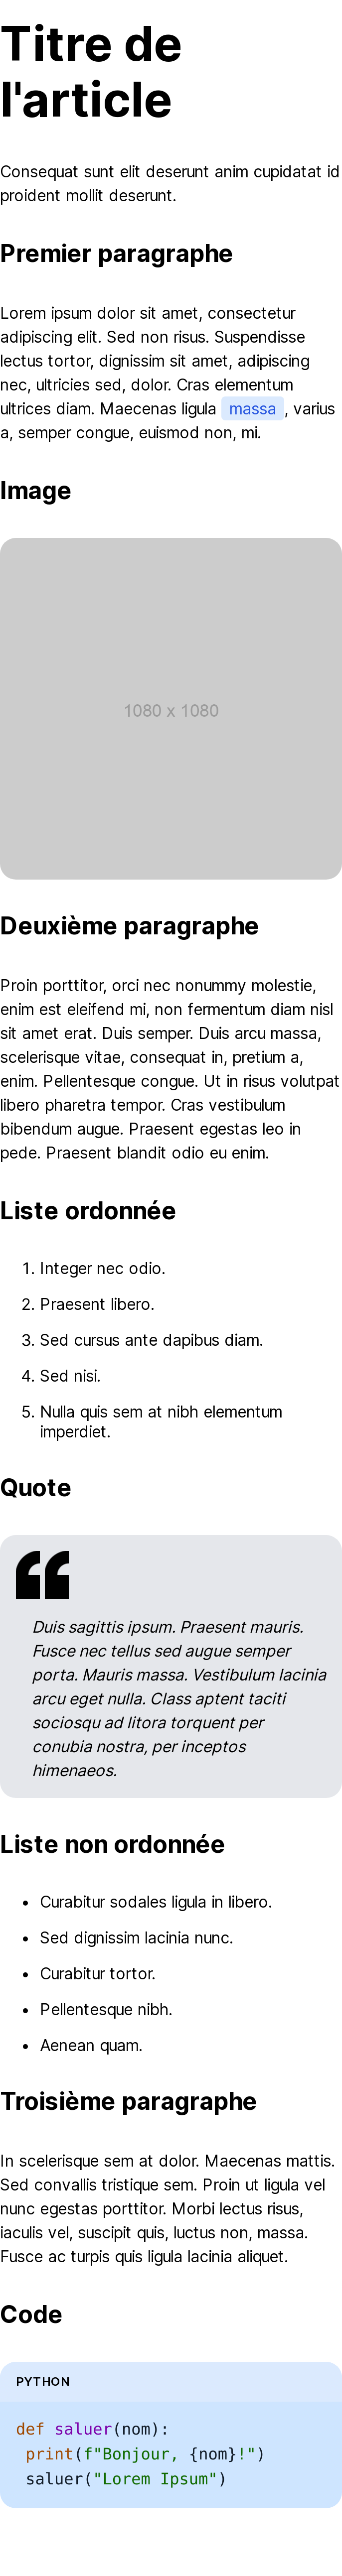 Titre de
l'article
Consequat sunt elit deserunt anim cupidatat id
proident mollit deserunt.
Premier paragraphe
Lorem ipsum dolor sit amet, consectetur
adipiscing elit. Sed non risus. Suspendisse
lectus tortor, dignissim sit amet, adipiscing
nec, ultricies sed, dolor. Cras elementum
ultrices diam. Maecenas ligula massa , varius
a, semper congue, euismod non, mi.
Image
1080 x 1080
Deuxième paragraphe
Proin porttitor, orci nec nonummy molestie,
enim est eleifend mi, non fermentum diam nisl
sit amet erat. Duis semper. Duis arcu massa,
scelerisque vitae, consequat in, pretium a,
enim. Pellentesque congue. Ut in risus volutpat
libero pharetra tempor. Cras vestibulum
bibendum augue. Praesent egestas leo in
pede. Praesent blandit odio eu enim.
Liste ordonnée
1. Integer nec odio.
2. Praesent libero.
3. Sed cursus ante dapibus diam.
4. Sed nisi.
5. Nulla quis sem at nibh elementum
imperdiet.
Quote
Duis sagittis ipsum. Praesent mauris.
Fusce nec tellus sed augue semper
porta. Mauris massa. Vestibulum lacinia
arcu eget nulla. Class aptent taciti
sociosqu ad litora torquent per
conubia nostra, per inceptos
himenaeos.
Liste non ordonnée
• Curabitur sodales ligula in libero.
• Sed dignissim lacinia nunc.
• Curabitur tortor.
• Pellentesque nibh.
• Aenean quam.
Troisième paragraphe
In scelerisque sem at dolor. Maecenas mattis.
Sed convallis tristique sem. Proin ut ligula vel
nunc egestas porttitor. Morbi lectus risus,
iaculis vel, suscipit quis, luctus non, massa.
Fusce ac turpis quis ligula lacinia aliquet.
Code
PYTHON
def saluer(nom):
 print(f"Bonjour, {nom}!")
 saluer("Lorem Ipsum")